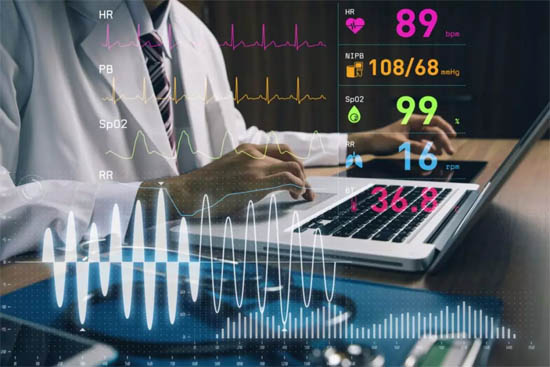 HR
PB
SpO2
RR
HR
89 bpm
NIPB
108/68 mmHg
SpO2
99 %
RR
16 rpm
BT
36.8